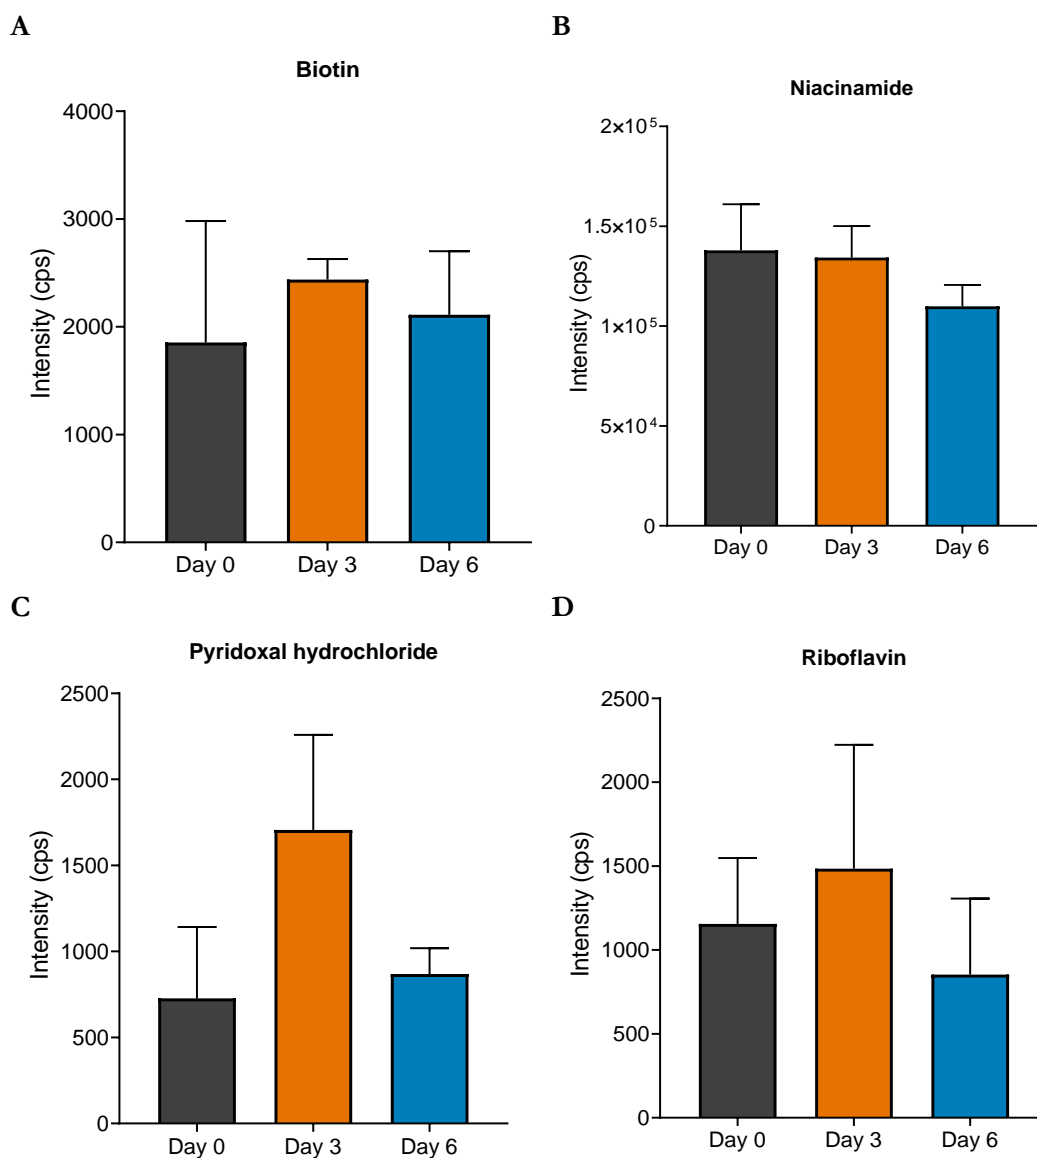 A
Biotin
4000
3000
2000
1000
0
Intensity (cps)
Day 0 Day 3 Day 6
B
Niacinamide
2×10⁵
1.5×10⁵
1×10⁵
5×10⁴
0
Intensity (cps)
Day 0 Day 3 Day 6
C
Pyridoxal hydrochloride
2500
2000
1500
1000
500
0
Intensity (cps)
Day 0 Day 3 Day 6
D
Riboflavin
2500
2000
1500
1000
500
0
Intensity (cps)
Day 0 Day 3 Day 6